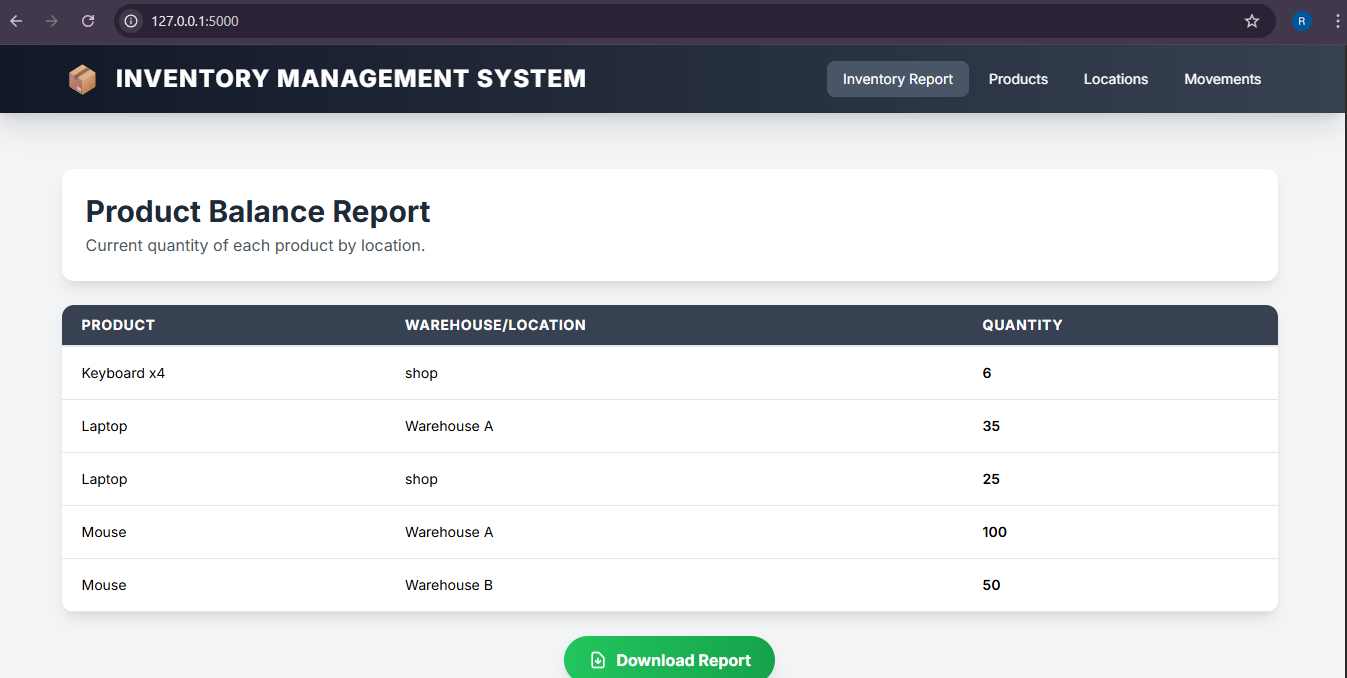 127.0.0.1:5000
R
INVENTORY MANAGEMENT SYSTEM
Inventory Report Products Locations Movements
Product Balance Report
Current quantity of each product by location.
PRODUCT WAREHOUSE/LOCATION QUANTITY
Keyboard x4 shop 6
Laptop Warehouse A 35
Laptop shop 25
Mouse Warehouse A 100
Mouse Warehouse B 50
Download Report